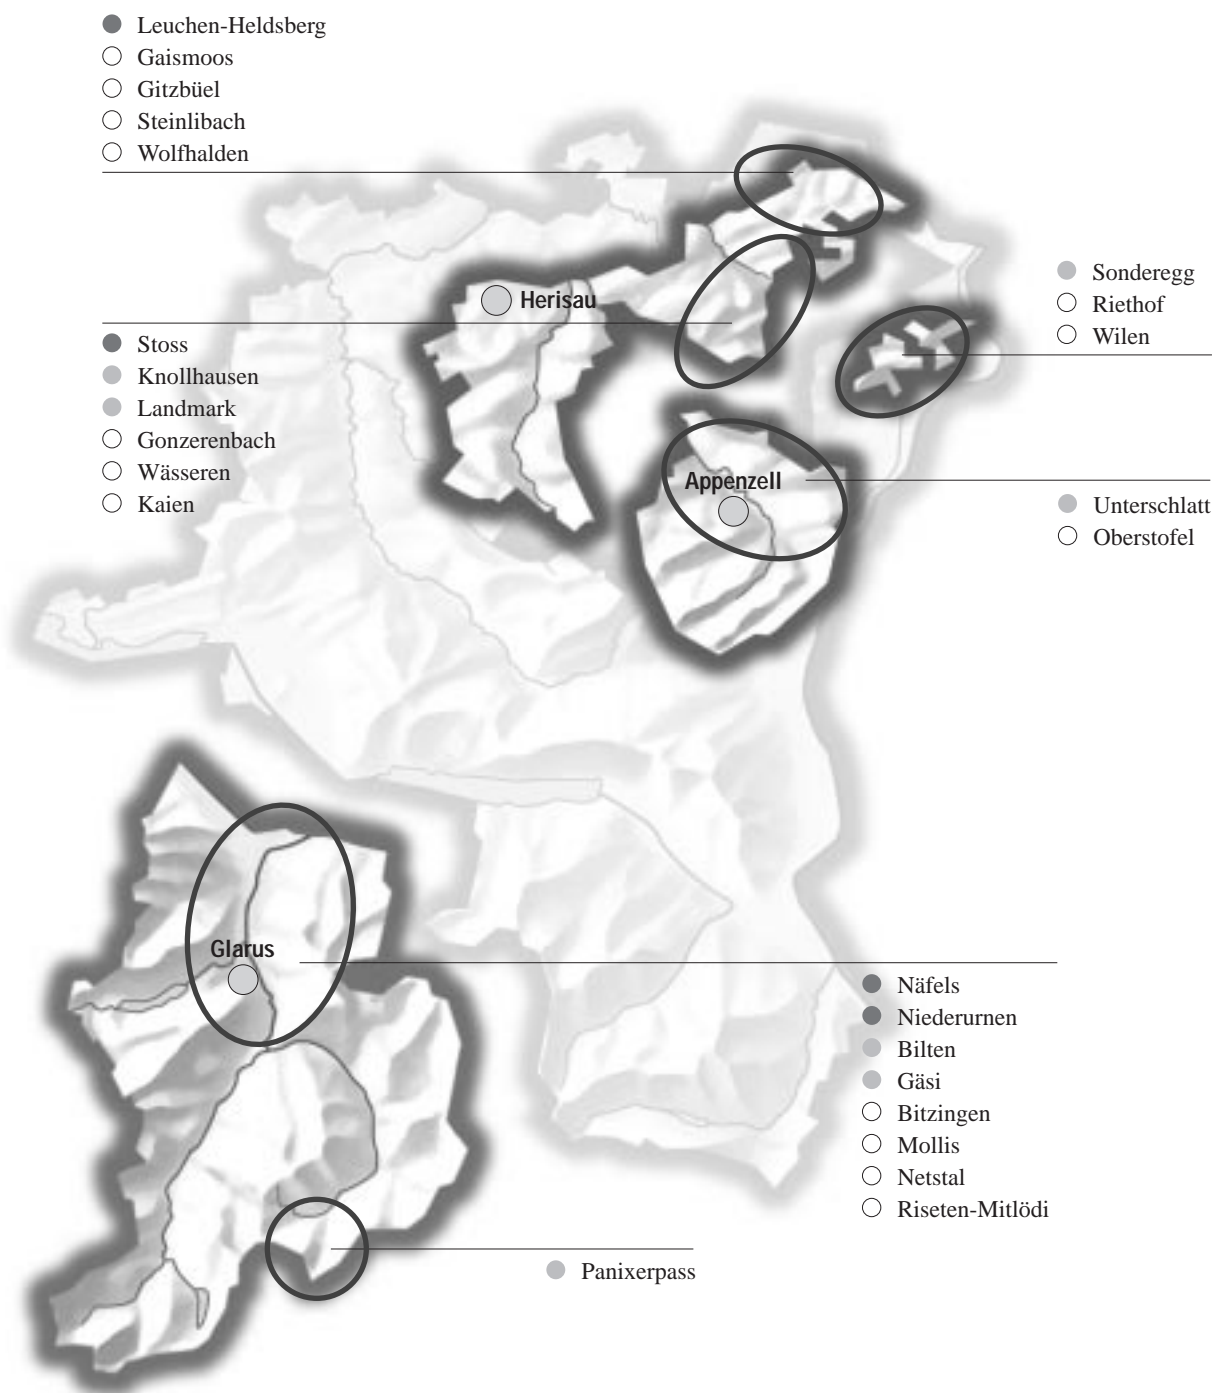 Leuchen-Heldsberg
Gaismoos
Gitzbüel
Steinlibach
Wolfhalden
Herisau
Sonderegg
Riethof
Wilen
Stoss
Knollhausen
Landmark
Gonzerenbach
Wässeren
Kaien
Appenzell
Unterschlatt
Oberstofel
Glarus
Näfels
Niederurnen
Bilten
Gäsi
Bitzingen
Mollis
Netstal
Riseten-Mitlödi
Panixerpass